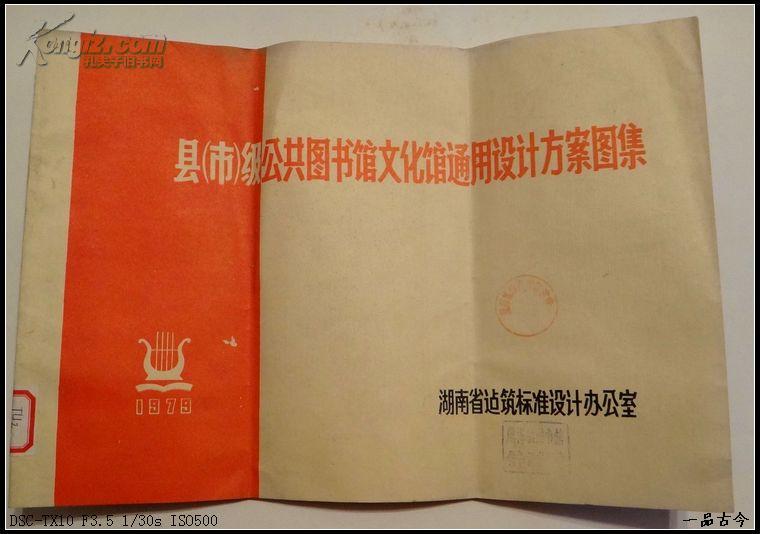 Kongfz.com
孔夫子旧书网
县(市)级公共图书馆文化馆通用设计方案图集
1979
湖南省迠筑标准设计办公室
TU2
DSC-TX10 F3.5 1/30s ISO500
一品古今